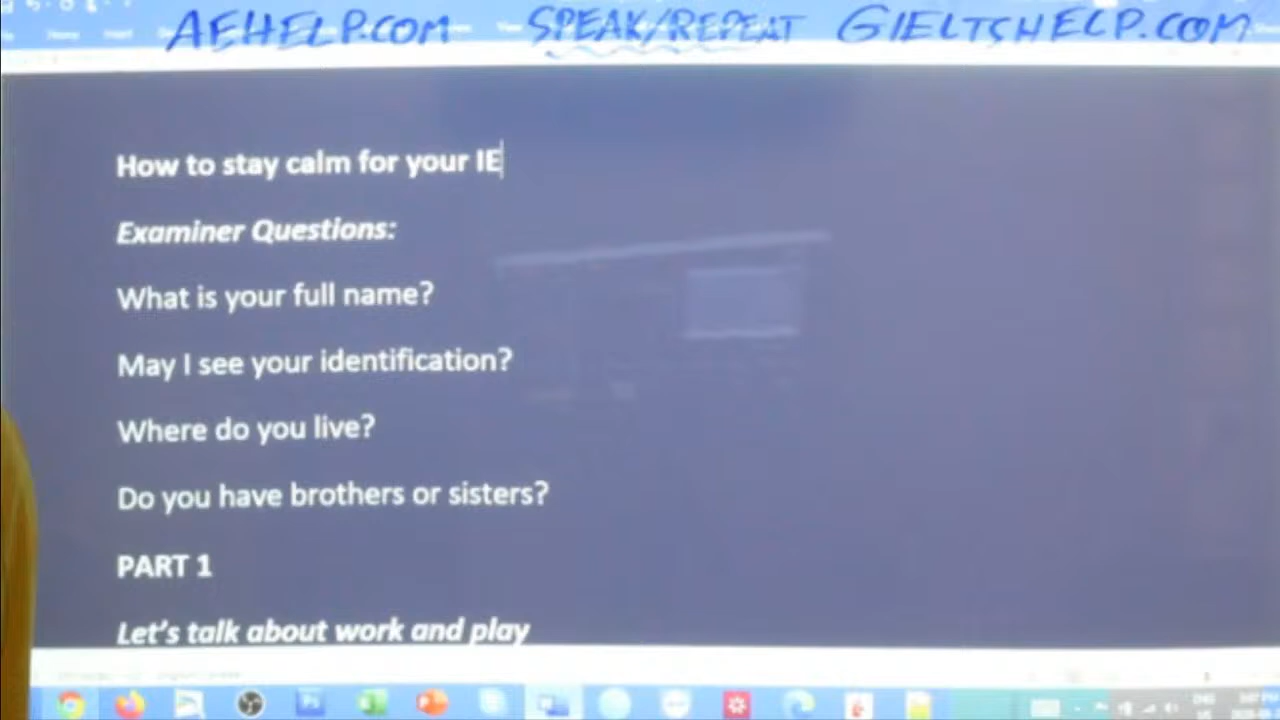 AEHELP.COM SPEAK/REPEAT GIELTSHELP.COM
How to stay calm for your IE
Examiner Questions:
What is your full name?
May I see your identification?
Where do you live?
Do you have brothers or sisters?
PART 1
Let's talk about work and play
ENG